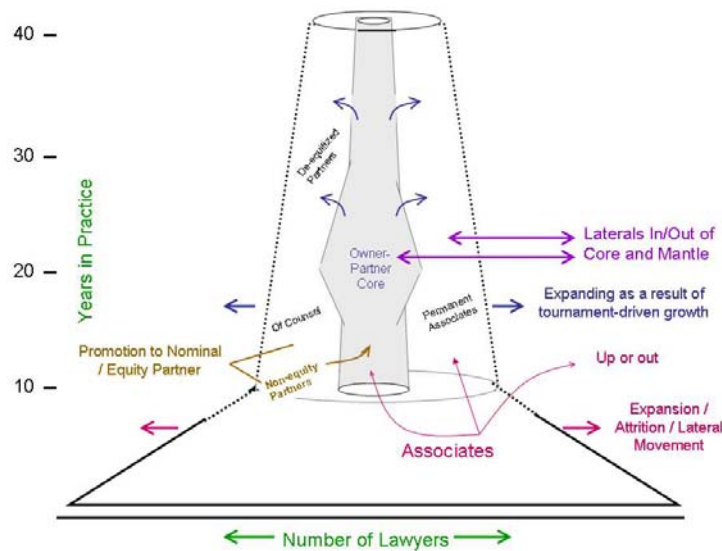 40
30
20
10
Years in Practice
De-equitized
Partners
Owner-
Partner
Core
Laterals In/Out of
Core and Mantle
Of Counsel
Permanent
Associates
Expanding as a result of
tournament-driven growth
Promotion to Nominal
/ Equity Partner
Non-equity
Partners
Up or out
Associates
Expansion /
Attrition / Lateral
Movement
Number of Lawyers